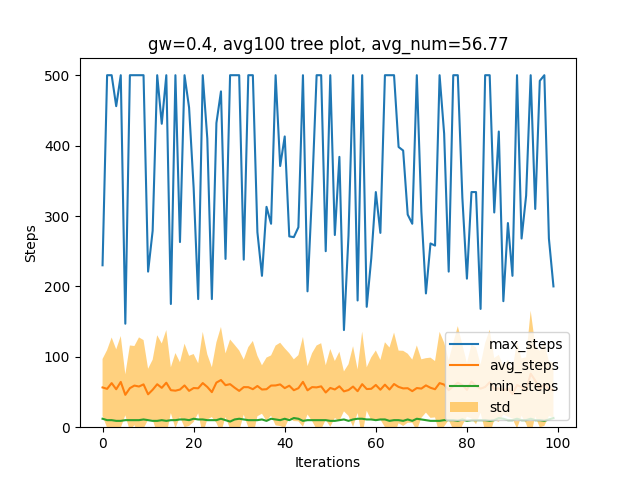 gw=0.4, avg100 tree plot, avg_num=56.77
Steps
500
400
300
200
100
0
max_steps
avg_steps
min_steps
std
0 20 40 60 80 100
Iterations